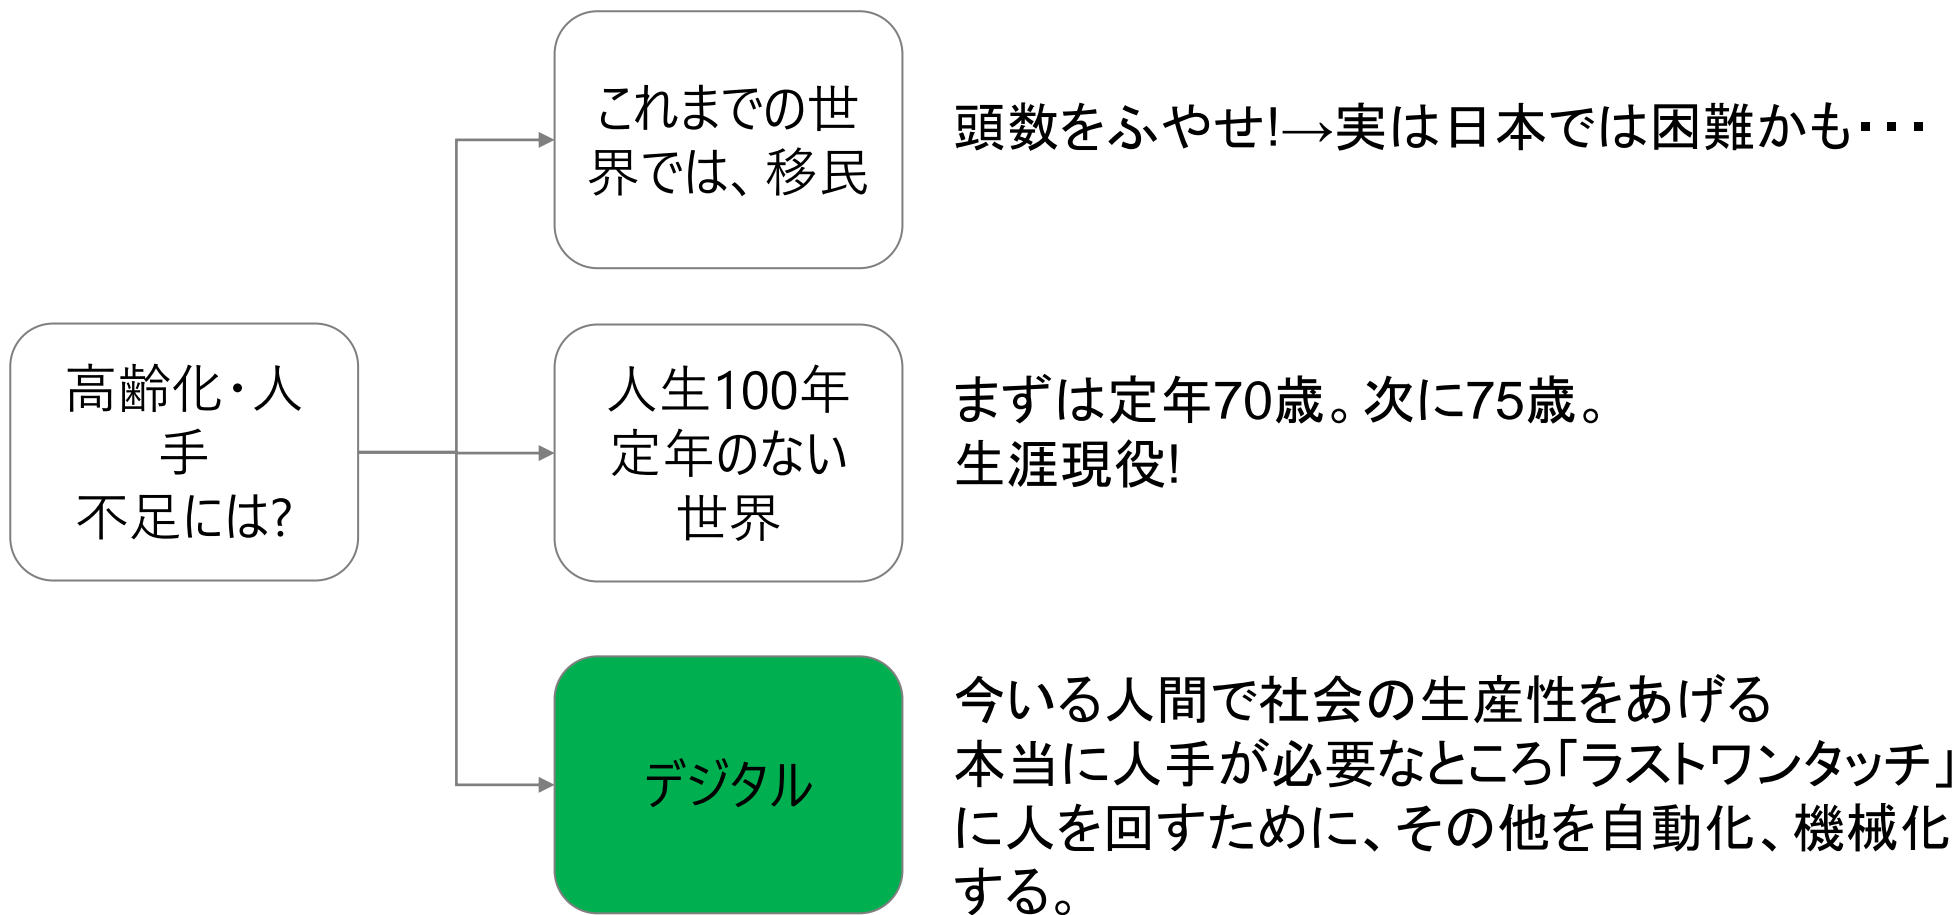 これまでの世
界では、移民
頭数をふやせ!→実は日本では困難かも・・・
高齢化・人
手
不足には?
人生100年
定年のない
世界
まずは定年70歳。次に75歳。
生涯現役!
デジタル
今いる人間で社会の生産性をあげる
本当に人手が必要なところ「ラストワンタッチ」
に人を回すために、その他を自動化、機械化
する。